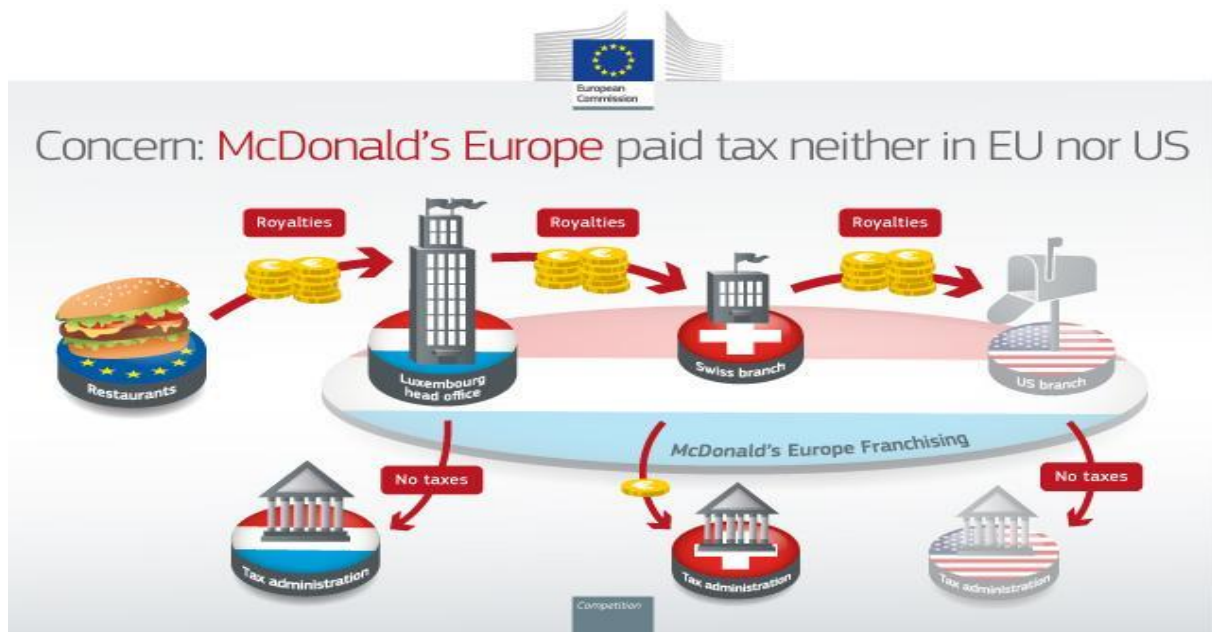 European
Commission
Concern: McDonald's Europe paid tax neither in EU nor US
Royalties
Royalties
Royalties
Restaurants
Luxembourg
head office
Swiss branch
US branch
McDonald's Europe Franchising
No taxes
No taxes
Tax administration
Tax administration
Tax administration
Competition